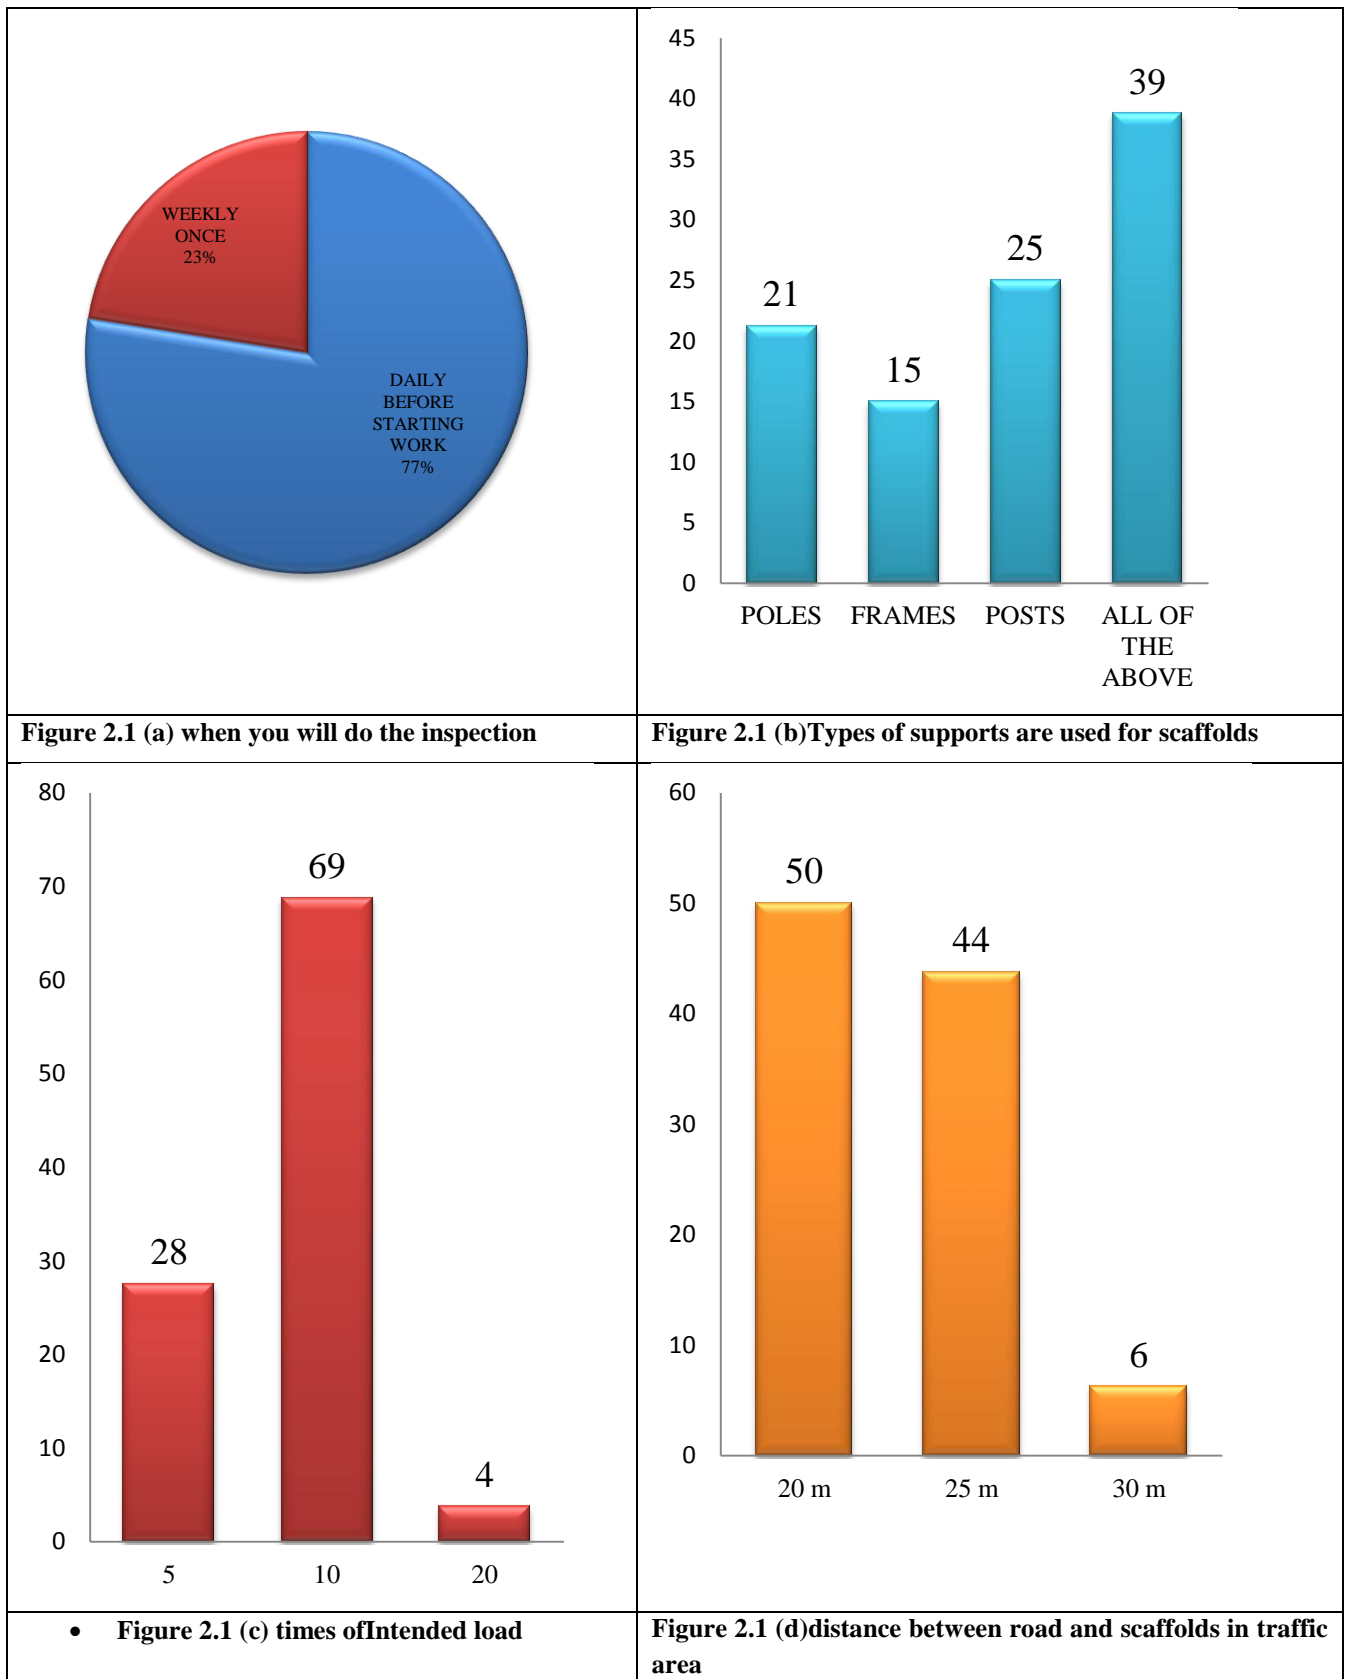 WEEKLY
ONCE
23%
DAILY
BEFORE
STARTING
WORK
77%
45
40
35
30
25
20
15
10
5
0
21
15
25
39
POLES
FRAMES
POSTS
ALL OF
THE
ABOVE
Figure 2.1 (a) when you will do the inspection
Figure 2.1 (b)Types of supports are used for scaffolds
80
70
60
50
40
30
20
10
0
28
69
4
5
10
20
60
50
40
30
20
10
0
50
44
6
20 m
25 m
30 m
• Figure 2.1 (c) times ofIntended load
Figure 2.1 (d)distance between road and scaffolds in traffic
area